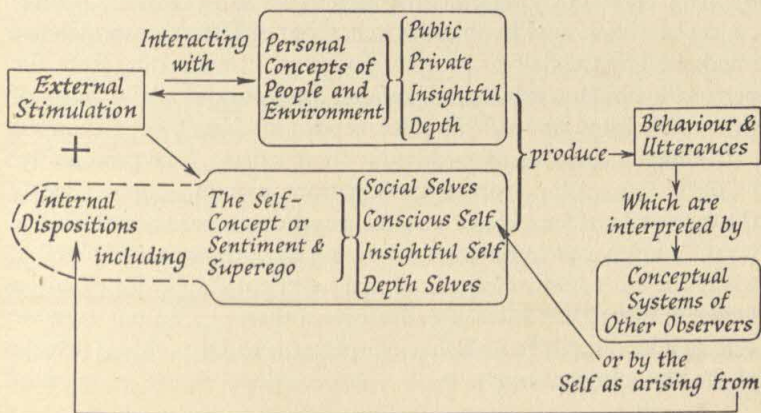 Interacting
with
External
Stimulation
+
Personal
Concepts of
People and
Environment
Public
Private
Insightful
Depth
Internal
Dispositions
including
The Self-
Concept or
Sentiment &
Superego
Social Selves
Conscious Self
Insightful Self
Depth Selves
produce
Behaviour &
Utterances
Which are
interpreted by
Conceptual
Systems of
Other Observers
or by the
Self as arising from